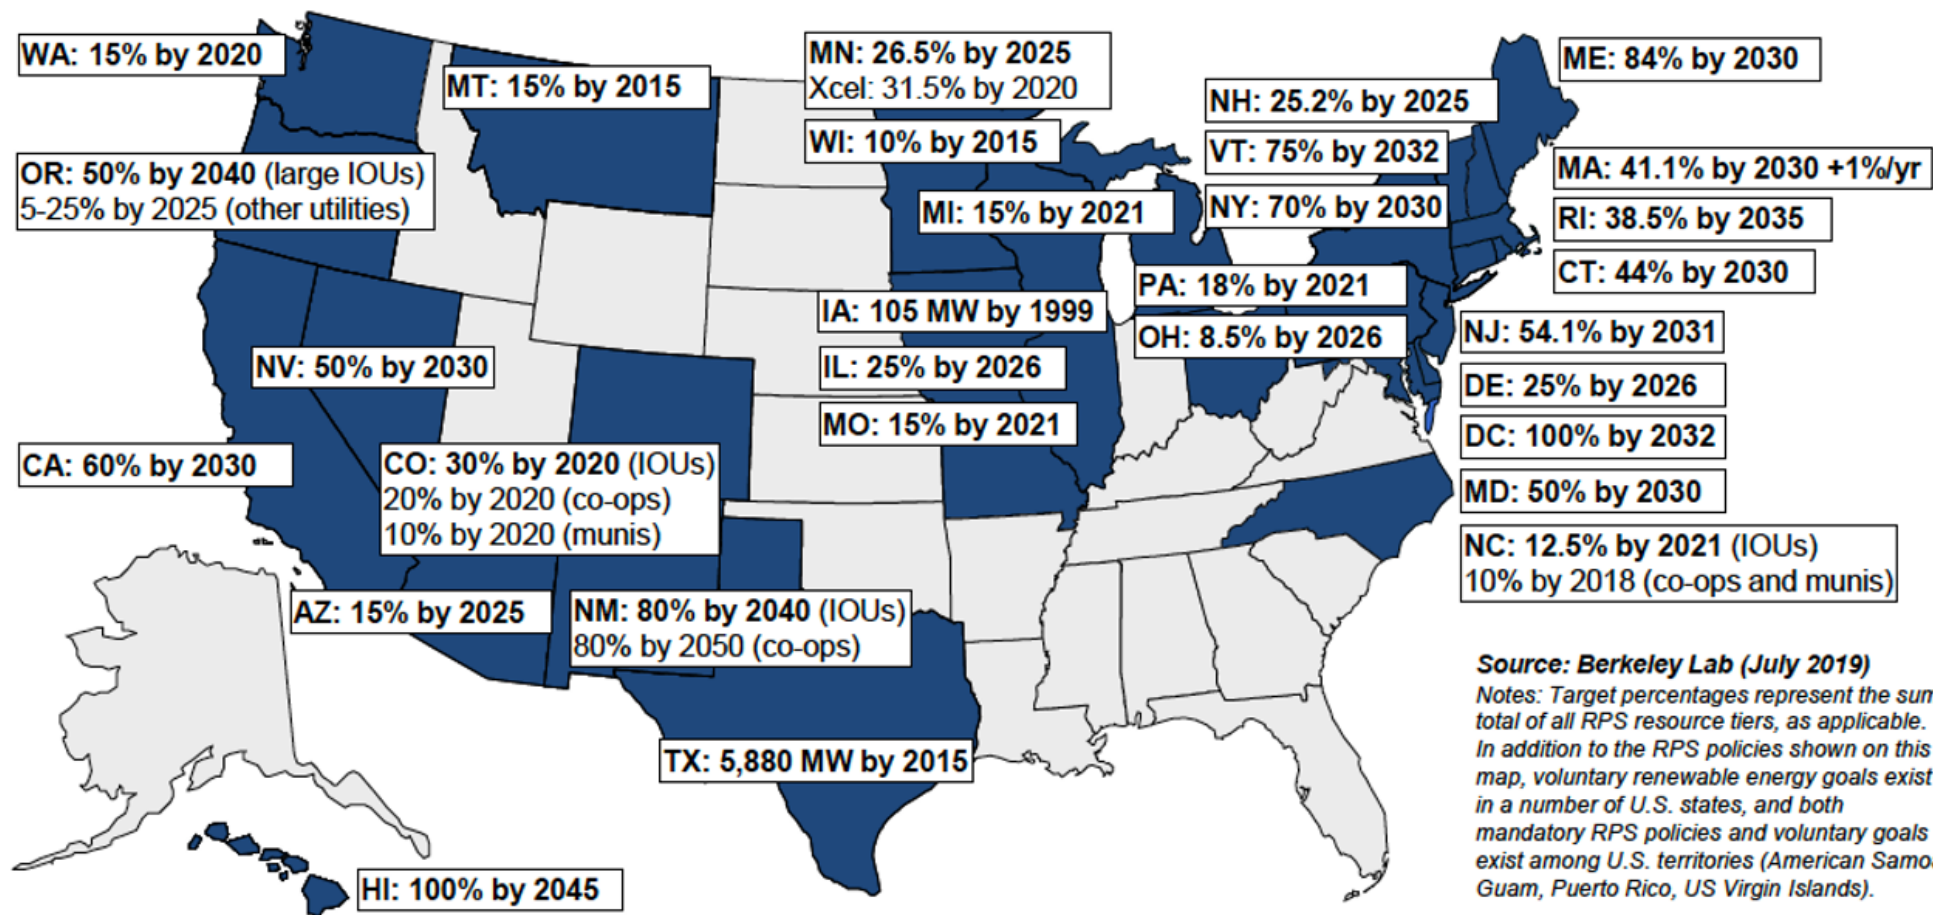 WA: 15% by 2020
MT: 15% by 2015
MN: 26.5% by 2025
Xcel: 31.5% by 2020
ME: 84% by 2030
NH: 25.2% by 2025
WI: 10% by 2015
VT: 75% by 2032
OR: 50% by 2040 (large IOUs)
5-25% by 2025 (other utilities)
MA: 41.1% by 2030 +1%/yr
MI: 15% by 2021
NY: 70% by 2030
RI: 38.5% by 2035
CT: 44% by 2030
PA: 18% by 2021
IA: 105 MW by 1999
OH: 8.5% by 2026
NJ: 54.1% by 2031
NV: 50% by 2030
IL: 25% by 2026
DE: 25% by 2026
MO: 15% by 2021
DC: 100% by 2032
CA: 60% by 2030
CO: 30% by 2020 (IOUs)
20% by 2020 (co-ops)
10% by 2020 (munis)
MD: 50% by 2030
NC: 12.5% by 2021 (IOUs)
10% by 2018 (co-ops and munis)
AZ: 15% by 2025
NM: 80% by 2040 (IOUs)
80% by 2050 (co-ops)
TX: 5,880 MW by 2015
HI: 100% by 2045
Source: Berkeley Lab (July 2019)
Notes: Target percentages represent the sum
total of all RPS resource tiers, as applicable.
In addition to the RPS policies shown on this
map, voluntary renewable energy goals exist
in a number of U.S. states, and both
mandatory RPS policies and voluntary goals
exist among U.S. territories (American Samo
Guam, Puerto Rico, US Virgin Islands).